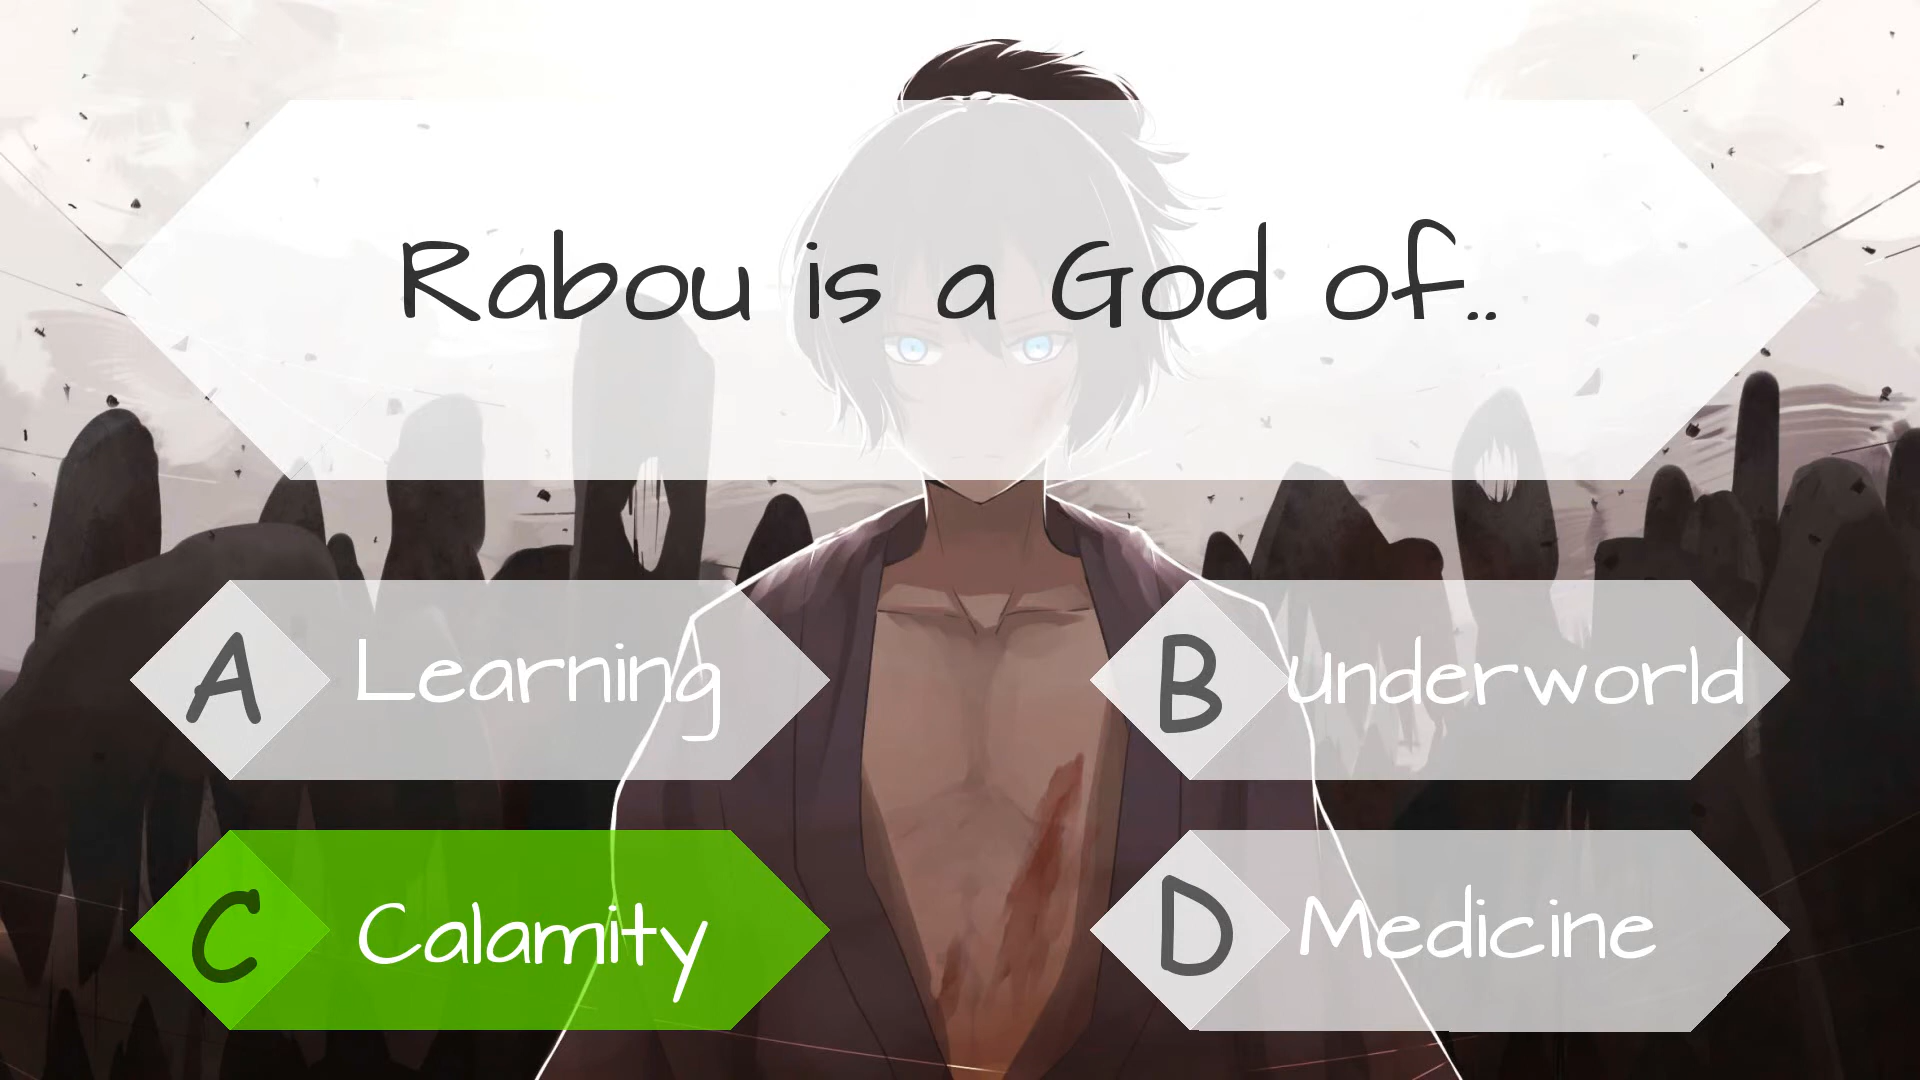 Rabou is a God of..
A Learning
B Underworld
C Calamity
D Medicine